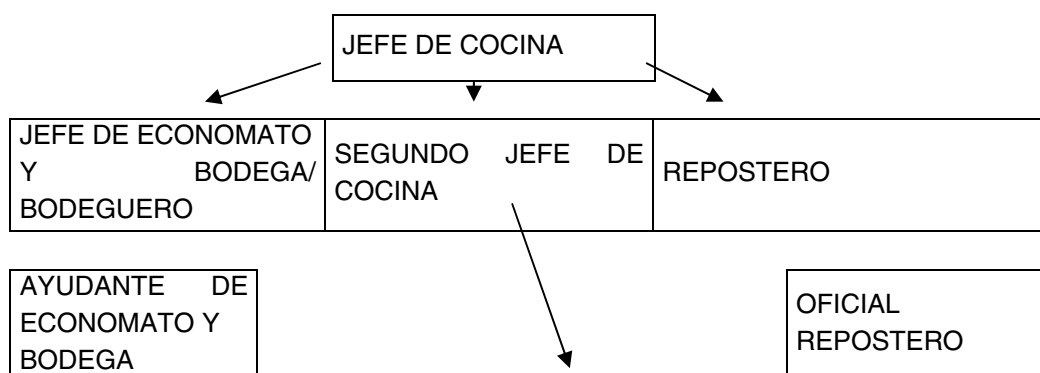 JEFE DE COCINA
JEFE DE ECONOMATO
Y BODEGA/
BODEGUERO
SEGUNDO JEFE DE
COCINA
REPOSTERO
AYUDANTE DE
ECONOMATO Y
BODEGA
OFICIAL
REPOSTERO